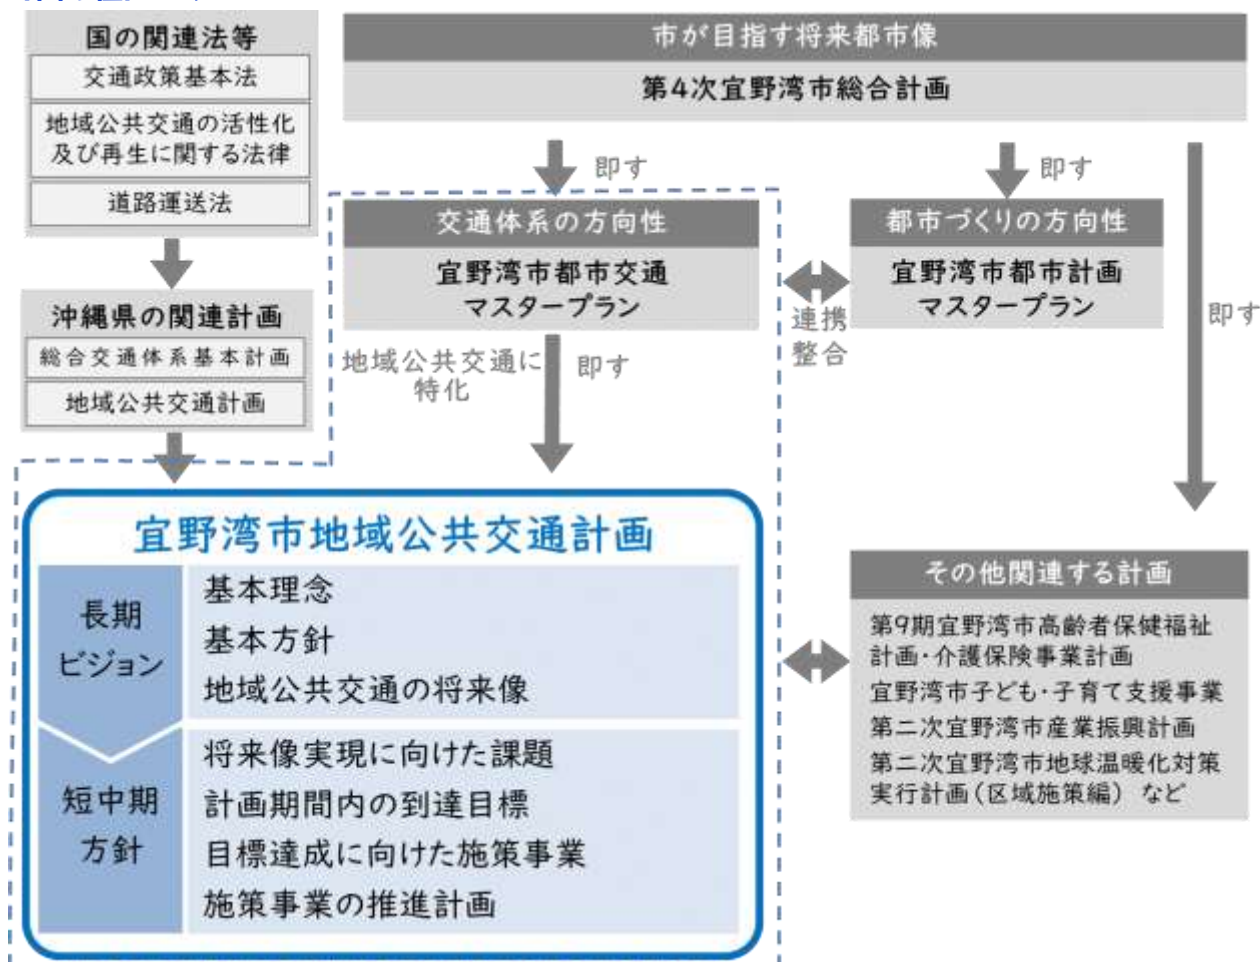 国の関連法等
交通政策基本法
地域公共交通の活性化
及び再生に関する法律
道路運送法
沖縄県の関連計画
総合交通体系基本計画
地域公共交通計画
市が目指す将来都市像
第4次宜野湾市総合計画
即す
即す
即す
交通体系の方向性
宜野湾市都市交通
マスタープラン
連携
整合
都市づくりの方向性
宜野湾市都市計画
マスタープラン
地域公共交通に
特化
即す
宜野湾市地域公共交通計画
長期
ビジョン
基本理念
基本方針
地域公共交通の将来像
短中期
方針
将来像実現に向けた課題
計画期間内の到達目標
目標達成に向けた施策事業
施策事業の推進計画
その他関連する計画
第9期宜野湾市高齢者保健福祉
計画・介護保険事業計画
宜野湾市子ども・子育て支援事業
第二次宜野湾市産業振興計画
第二次宜野湾市地球温暖化対策
実行計画(区域施策編) など